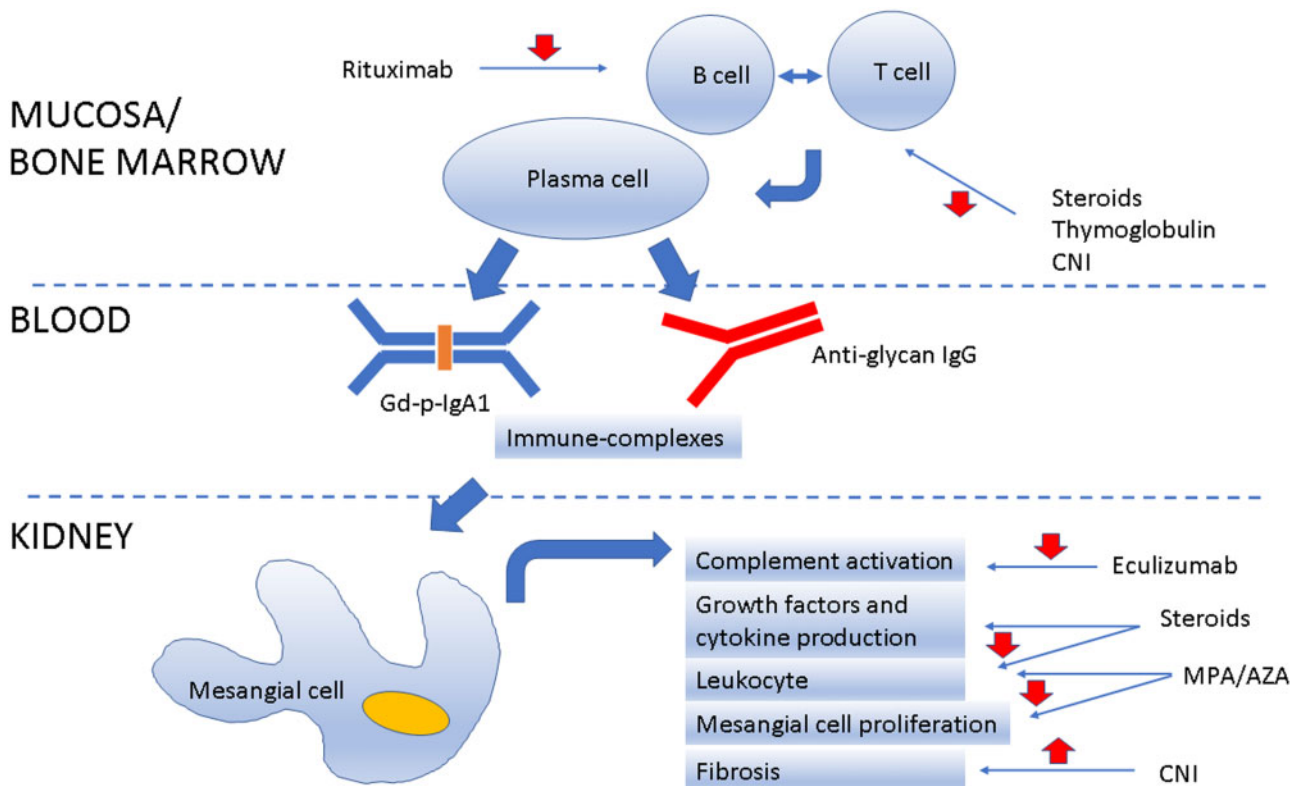 Rituximab
B cell
T cell
MUCOSA/
BONE MARROW
Plasma cell
Steroids
Thymoglobulin
CNI
BLOOD
Anti-glycan IgG
Gd-p-IgA1
Immune-complexes
KIDNEY
Mesangial cell
Complement activation
Eculizumab
Growth factors and
cytokine production
Steroids
Leukocyte
MPA/AZA
Mesangial cell proliferation
Fibrosis
CNI